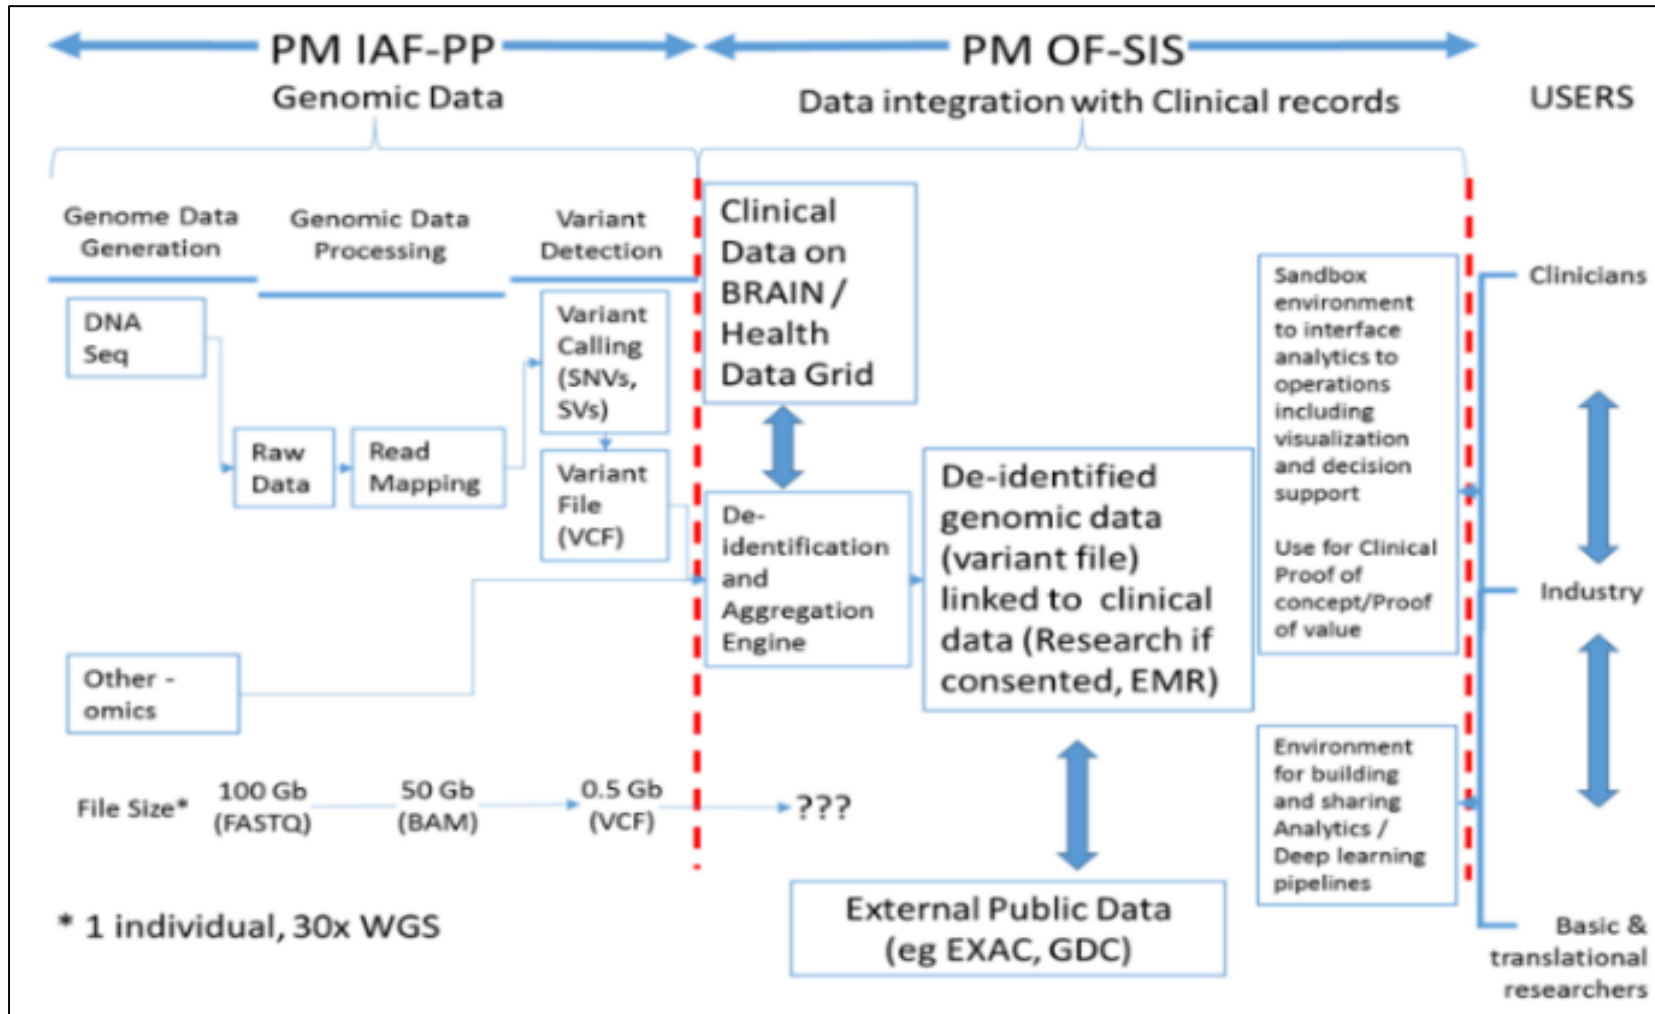 PM IAF-PP
Genomic Data
PM OF-SIS
Data integration with Clinical records
USERS
Genome Data
Generation
Genomic Data
Processing
Variant
Detection
DNA
Seq
Raw
Data
Read
Mapping
Variant
Calling
(SNVs,
SVs)
Variant
File
(VCF)
Other -
omics
File Size*
100 Gb
(FASTQ)
50 Gb
(BAM)
0.5 Gb
(VCF)
???
* 1 individual, 30x WGS
Clinical
Data on
BRAIN /
Health
Data Grid
De-
identification
and
Aggregation
Engine
De-identified
genomic data
(variant file)
linked to clinical
data (Research if
consented, EMR)
External Public Data
(eg EXAC, GDC)
Sandbox
environment
to interface
analytics to
operations
including
visualization
and decision
support
Use for Clinical
Proof of
concept/Proof
of value
Environment
for building
and sharing
Analytics /
Deep learning
pipelines
Clinicians
Industry
Basic &
translational
researchers